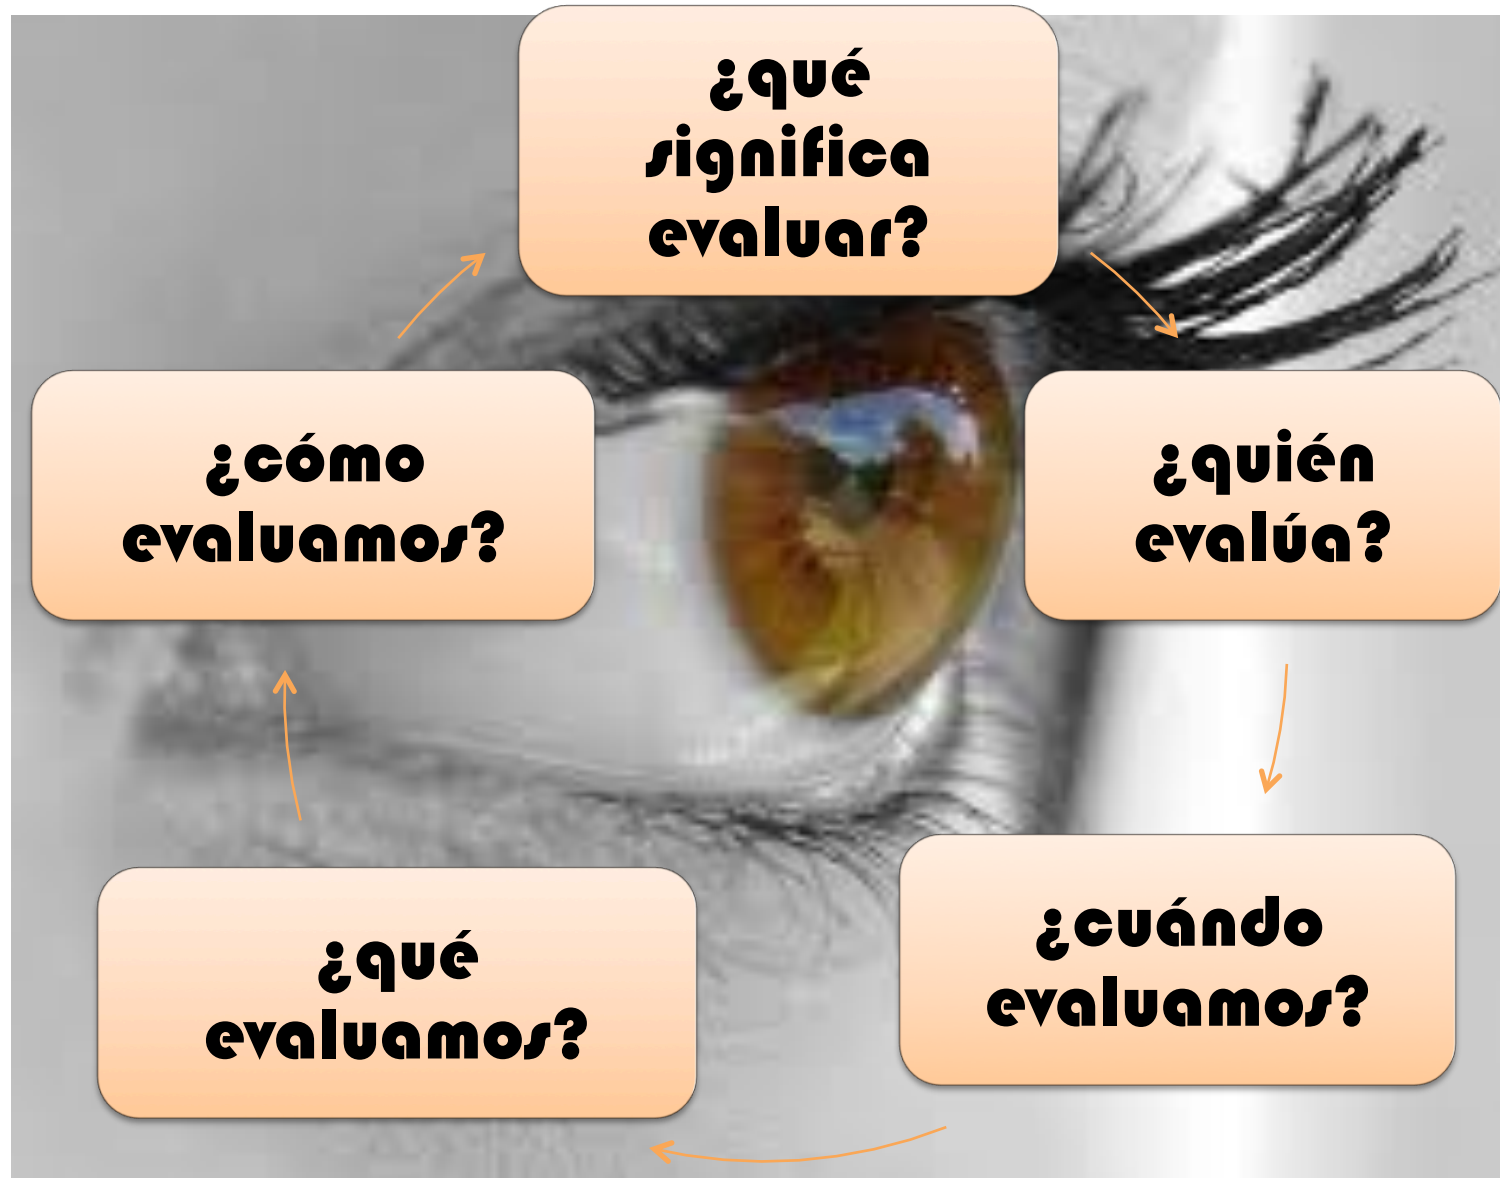 ¿qué
significa
evaluar?
¿quién
evalúa?
¿cuándo
evaluamos?
¿qué
evaluamos?
¿cómo
evaluamos?